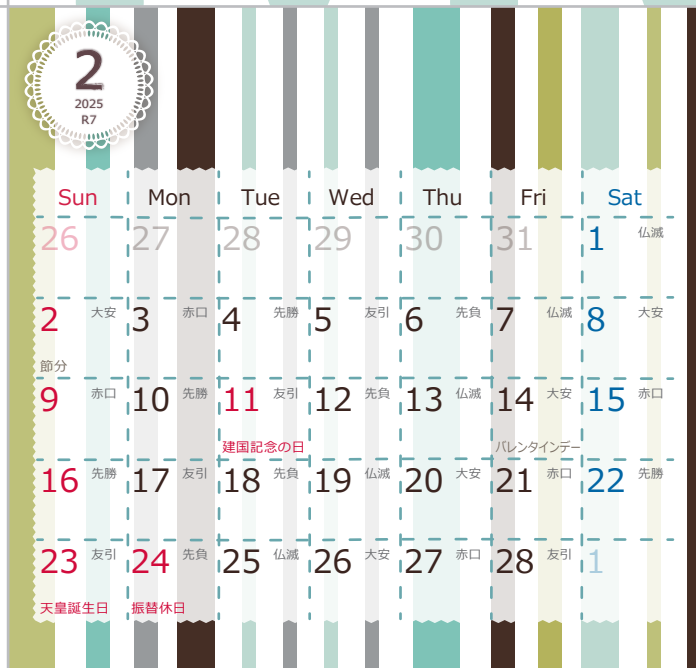 2
2025
R7
Sun Mon Tue Wed Thu Fri Sat
26 27 28 29 30 31 1 仏滅
2 大安 3 赤口 4 先勝 5 友引 6 先負 7 仏滅 8 大安
節分
9 赤口 10 先勝 11 友引 12 先負 13 仏滅 14 大安 15 赤口
建国記念の日 バレンタインデー
16 先勝 17 友引 18 先負 19 仏滅 20 大安 21 赤口 22 先勝
23 友引 24 先負 25 仏滅 26 大安 27 赤口 28 友引 1
天皇誕生日 振替休日